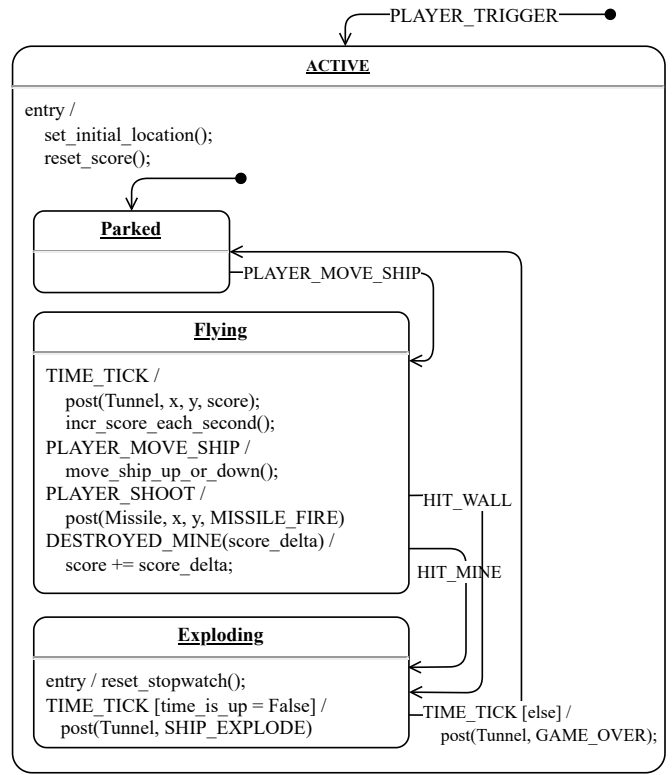 PLAYER_TRIGGER
ACTIVE
entry /
set_initial_location();
reset_score();
Parked
PLAYER_MOVE_SHIP
Flying
TIME_TICK /
post(Tunnel, x, y, score);
incr_score_each_second();
PLAYER_MOVE_SHIP /
move_ship_up_or_down();
PLAYER_SHOOT /
post(Missile, x, y, MISSILE_FIRE)
DESTROYED_MINE(score_delta) /
score += score_delta;
HIT_WALL
HIT_MINE
Exploding
entry / reset_stopwatch();
TIME_TICK [time_is_up = False] /
post(Tunnel, SHIP_EXPLODE)
TIME_TICK [else] /
post(Tunnel, GAME_OVER);